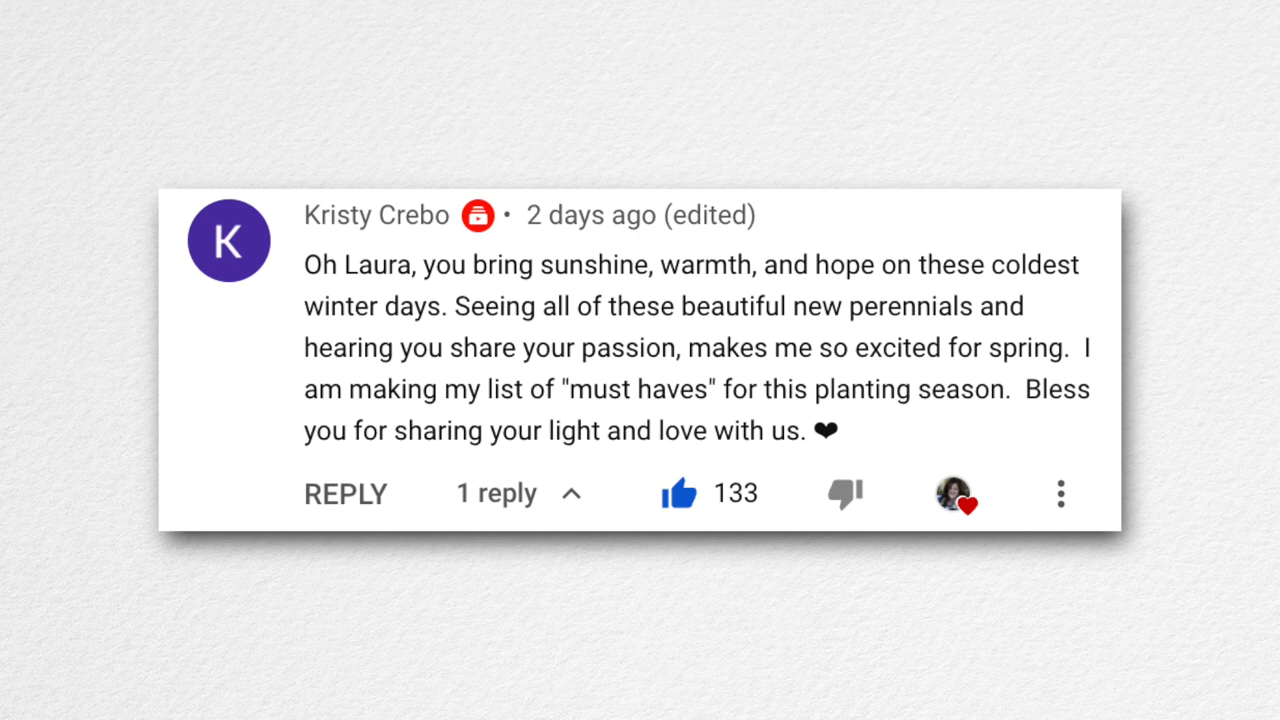 K
Kristy Crebo • 2 days ago (edited)
Oh Laura, you bring sunshine, warmth, and hope on these coldest
winter days. Seeing all of these beautiful new perennials and
hearing you share your passion, makes me so excited for spring.  I
am making my list of "must haves" for this planting season.  Bless
you for sharing your light and love with us. ❤
REPLY 1 reply 133